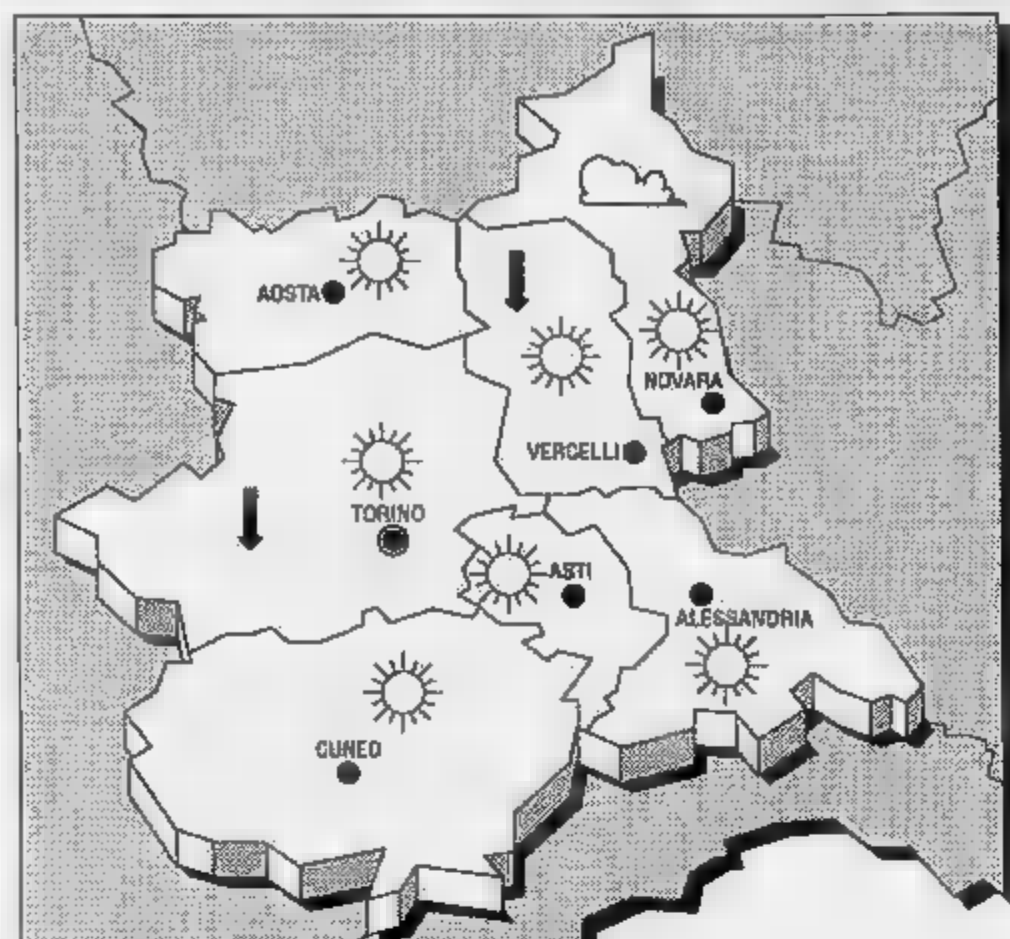 AOSTA
NOVARA
VERCELLI
TORINO
ASTI
ALESSANDRIA
CUNEO